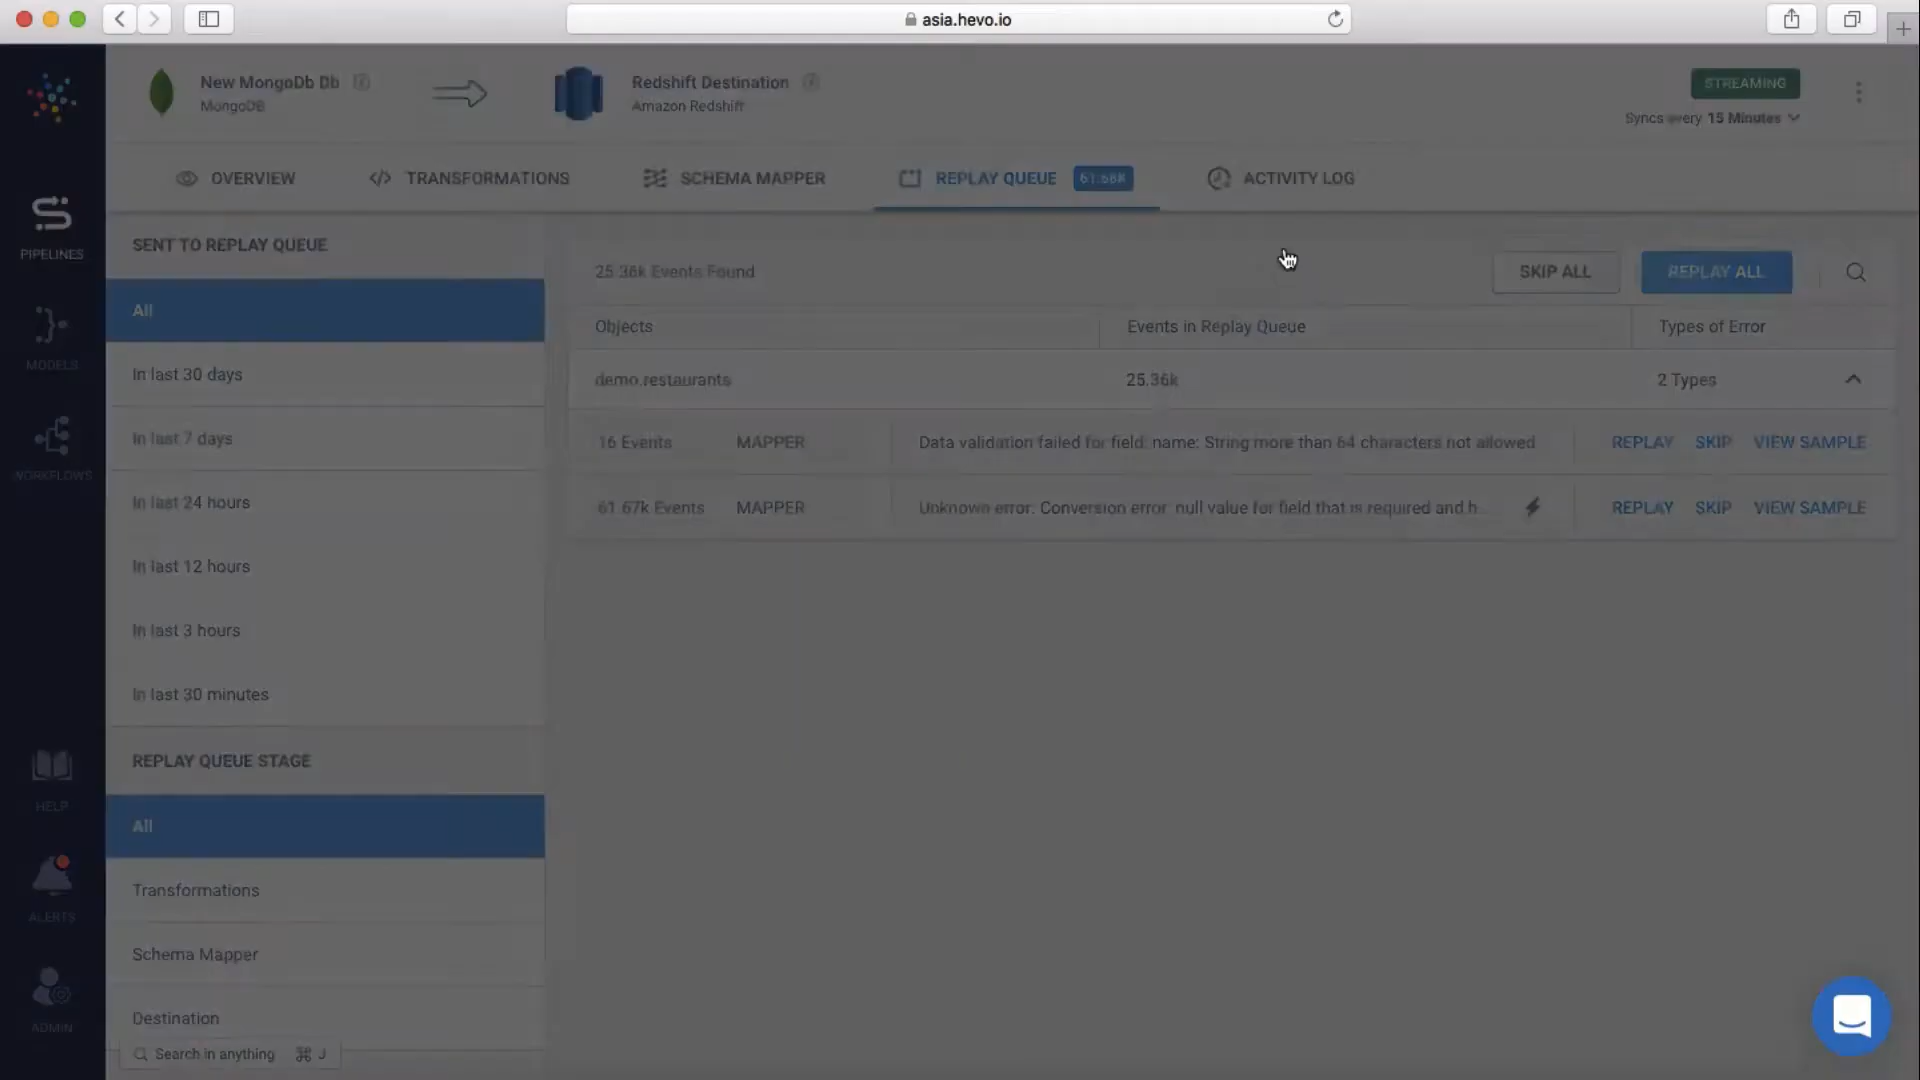 asia.hevo.io
New MongoDb Db
MongoDB
Redshift Destination
Amazon Redshift
STREAMING
Syncs every 15 Minutes
OVERVIEW
TRANSFORMATIONS
SCHEMA MAPPER
REPLAY QUEUE 61.68k
ACTIVITY LOG
PIPELINES
MODELS
WORKFLOWS
HELP
ALERTS
ADMIN
SENT TO REPLAY QUEUE
All
In last 30 days
In last 7 days
In last 24 hours
In last 12 hours
In last 3 hours
In last 30 minutes
REPLAY QUEUE STAGE
All
Transformations
Schema Mapper
Destination
Search in anything ⌘ J
25.36k Events Found
SKIP ALL
REPLAY ALL
Objects Events in Replay Queue Types of Error
demo.restaurants 25.36k 2 Types
16 Events MAPPER Data validation failed for field: name: String more than 64 characters not allowed REPLAY SKIP VIEW SAMPLE
61.67k Events MAPPER Unknown error: Conversion error: null value for field that is required and h... REPLAY SKIP VIEW SAMPLE